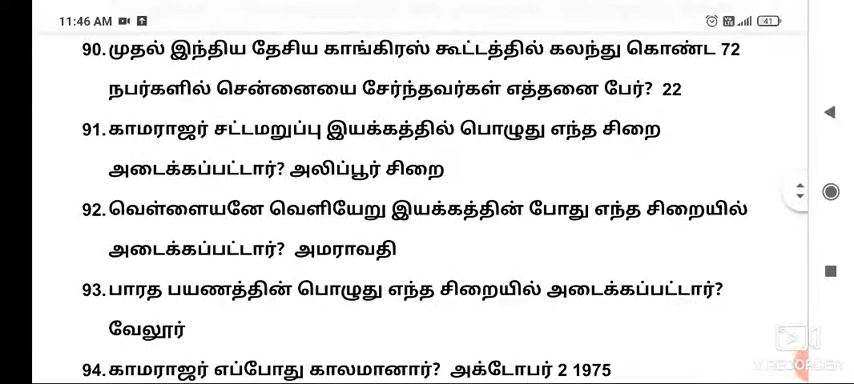 11:46 AM 41
90. முதல் இந்திய தேசிய காங்கிரஸ் கூட்டத்தில் கலந்து கொண்ட 72
நபர்களில் சென்னையை சேர்ந்தவர்கள் எத்தனை பேர்? 22
91. காமராஜர் சட்டமறுப்பு இயக்கத்தில் பொழுது எந்த சிறை
அடைக்கப்பட்டார்? அலிப்பூர் சிறை
92. வெள்ளையனே வெளியேறு இயக்கத்தின் போது எந்த சிறையில்
அடைக்கப்பட்டார்? அமராவதி
93. பாரத பயணத்தின் பொழுது எந்த சிறையில் அடைக்கப்பட்டார்?
வேலூர்
V RECORDER
94. காமராஜர் எப்போது காலமானார்? அக்டோபர் 2 1975